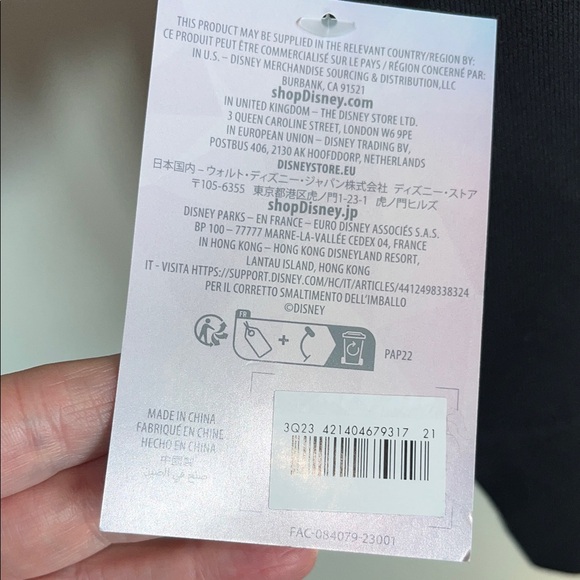 THIS PRODUCT MAY BE SUPPLIED IN THE RELEVANT COUNTRY/REGION BY:
CE PRODUIT PEUT ÊTRE COMMERCIALISÉ SUR LE PAYS / RÉGION CONCERNÉ PAR:
IN U.S. – DISNEY MERCHANDISE SOURCING & DISTRIBUTION,LLC
BURBANK, CA 91521
shopDisney.com
IN UNITED KINGDOM – THE DISNEY STORE LTD.
3 QUEEN CAROLINE STREET, LONDON W6 9PE
IN EUROPEAN UNION – DISNEY TRADING BV,
POSTBUS 406, 2130 AK HOOFDDORP, NETHERLANDS
DISNEYSTORE.EU
日本国内 – ウォルト・ディズニー・ジャパン株式会社 ディズニー・ストア
〒105-6355 東京都港区虎ノ門1-23-1 虎ノ門ヒルズ
shopDisney.jp
DISNEY PARKS – EN FRANCE – EURO DISNEY ASSOCIÉS S.A.S.
BP 100 – 77777 MARNE-LA-VALLÉE CEDEX 04, FRANCE
IN HONG KONG – HONG KONG DISNEYLAND RESORT,
LANTAU ISLAND, HONG KONG
IT - VISITA HTTPS://SUPPORT.DISNEY.COM/HC/IT/ARTICLES/4412498338324
PER IL CORRETTO SMALTIMENTO DELL'IMBALLO
©DISNEY
FR
+
PAP22
MADE IN CHINA
FABRIQUÉ EN CHINE
HECHO EN CHINA
中國製
صنع في الصين
3Q23 421404679317 21
FAC-084079-23001